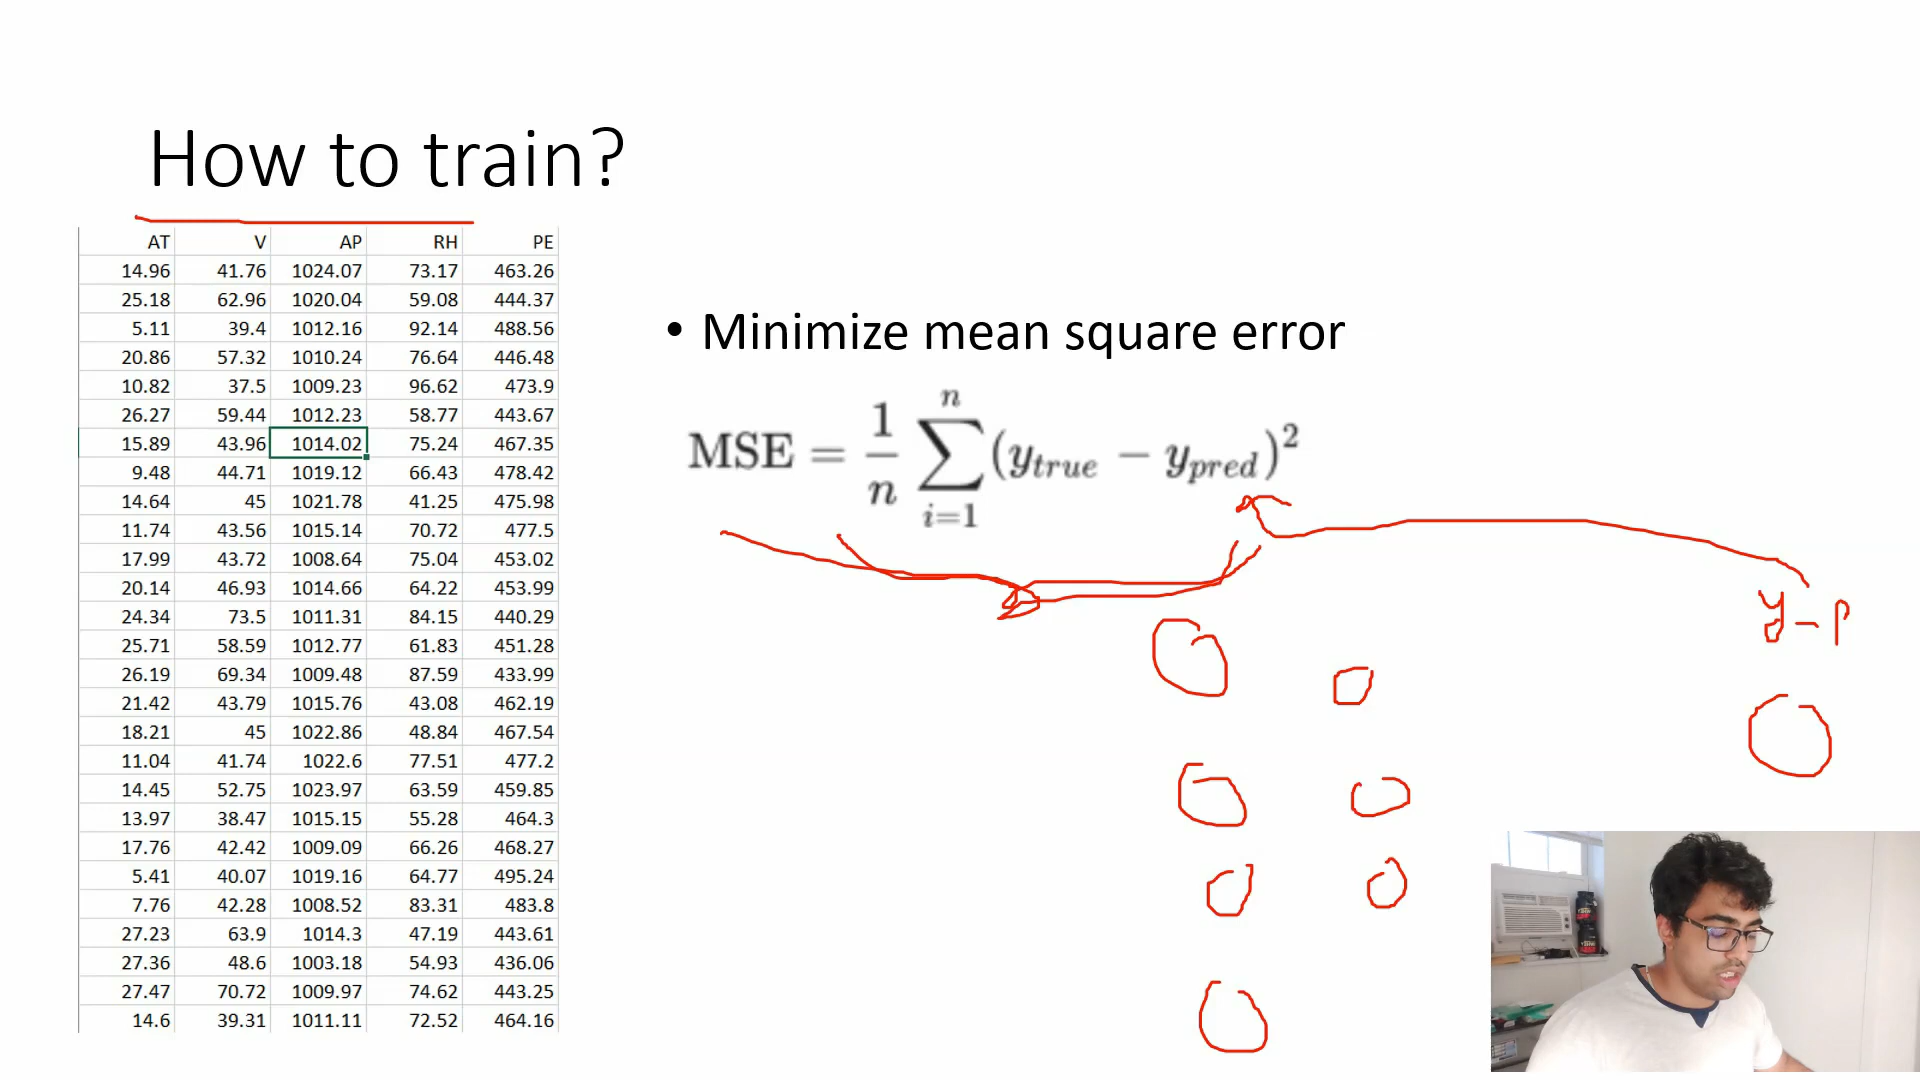 How to train?
AT V AP RH PE
14.96 41.76 1024.07 73.17 463.26
25.18 62.96 1020.04 59.08 444.37
5.11 39.4 1012.16 92.14 488.56
20.86 57.32 1010.24 76.64 446.48
10.82 37.5 1009.23 96.62 473.9
26.27 59.44 1012.23 58.77 443.67
15.89 43.96 1014.02 75.24 467.35
9.48 44.71 1019.12 66.43 478.42
14.64 45 1021.78 41.25 475.98
11.74 43.56 1015.14 70.72 477.5
17.99 43.72 1008.64 75.04 453.02
20.14 46.93 1014.66 64.22 453.99
24.34 73.5 1011.31 84.15 440.29
25.71 58.59 1012.77 61.83 451.28
26.19 69.34 1009.48 87.59 433.99
21.42 43.79 1015.76 43.08 462.19
18.21 45 1022.86 48.84 467.54
11.04 41.74 1022.6 77.51 477.2
14.45 52.75 1023.97 63.59 459.85
13.97 38.47 1015.15 55.28 464.3
17.76 42.42 1009.09 66.26 468.27
5.41 40.07 1019.16 64.77 495.24
7.76 42.28 1008.52 83.31 483.8
27.23 63.9 1014.3 47.19 443.61
27.36 48.6 1003.18 54.93 436.06
27.47 70.72 1009.97 74.62 443.25
14.6 39.31 1011.11 72.52 464.16
• Minimize mean square error
MSE = 1/n ∑_{i=1}^{n} (y_{true} − y_{pred})^2
y-p